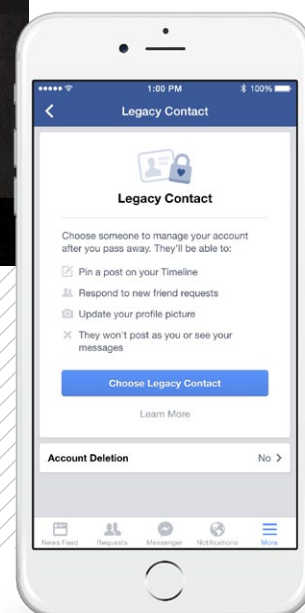 1:00 PM
100%
Legacy Contact
Legacy Contact
Choose someone to manage your account
after you pass away. They'll be able to:
Pin a post on your Timeline
Respond to new friend requests
Update your profile picture
They won't post as you or see your
messages
Choose Legacy Contact
Learn More
Account Deletion No
News Feed Requests Messenger Notifications More